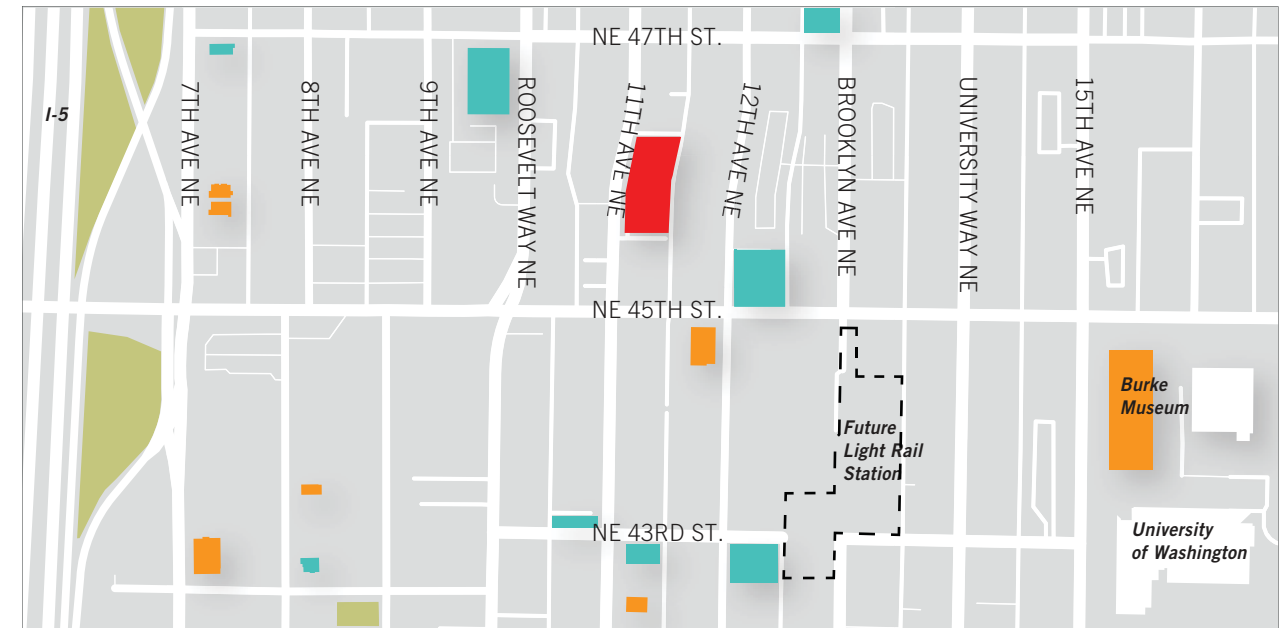 NE 47TH ST.
I-5
7TH AVE NE
8TH AVE NE
9TH AVE NE
ROOSEVELT WAY NE
11TH AVE NE
12TH AVE NE
BROOKLYN AVE NE
UNIVERSITY WAY NE
15TH AVE NE
NE 45TH ST.
Burke
Museum
Future
Light Rail
Station
NE 43RD ST.
University
of Washington